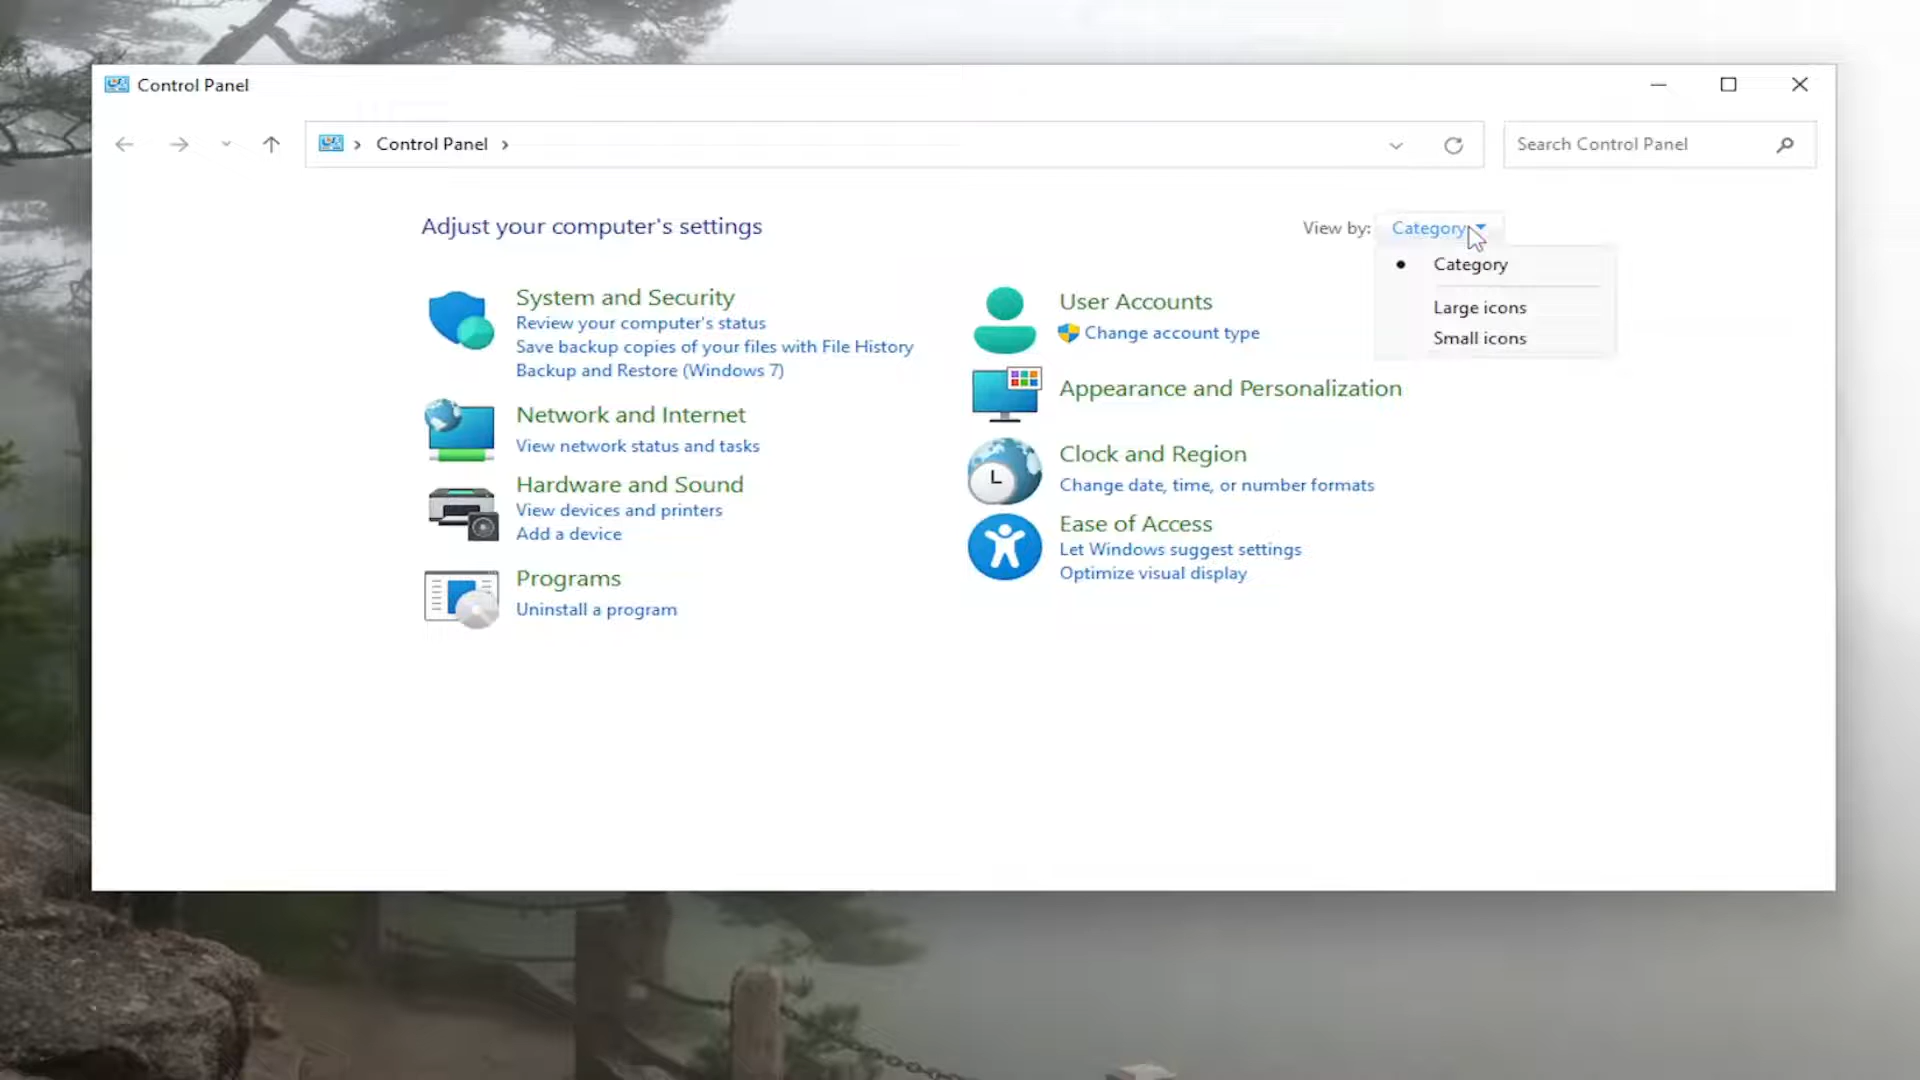 Control Panel
Control Panel
Search Control Panel
Adjust your computer's settings
View by: Category
Category
Large icons
Small icons
System and Security
Review your computer's status
Save backup copies of your files with File History
Backup and Restore (Windows 7)
Network and Internet
View network status and tasks
Hardware and Sound
View devices and printers
Add a device
Programs
Uninstall a program
User Accounts
Change account type
Appearance and Personalization
Clock and Region
Change date, time, or number formats
Ease of Access
Let Windows suggest settings
Optimize visual display